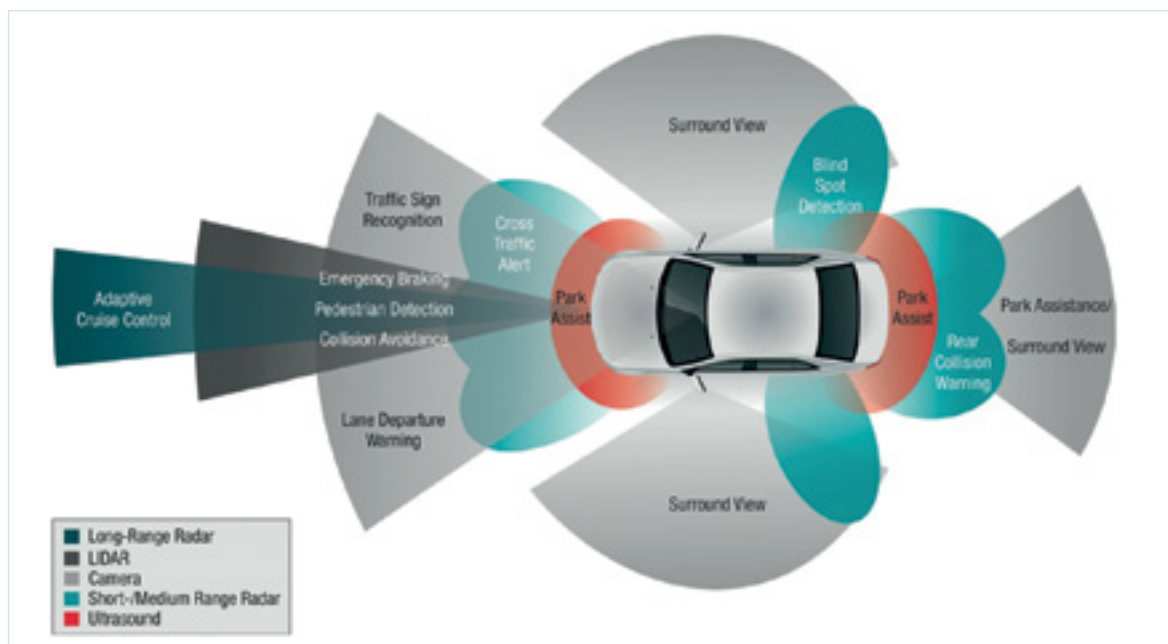 Surround View
Blind
Spot
Detection
Traffic Sign
Recognition
Cross
Traffic
Alert
Emergency Braking
Adaptive
Cruise Control
Pedestrian Detection
Collision Avoidance
Park
Assist
Park
Assist
Park Assistance/
Surround View
Rear
Collision
Warning
Lane Departure
Warning
Surround View
Long-Range Radar
LIDAR
Camera
Short-/Medium Range Radar
Ultrasound